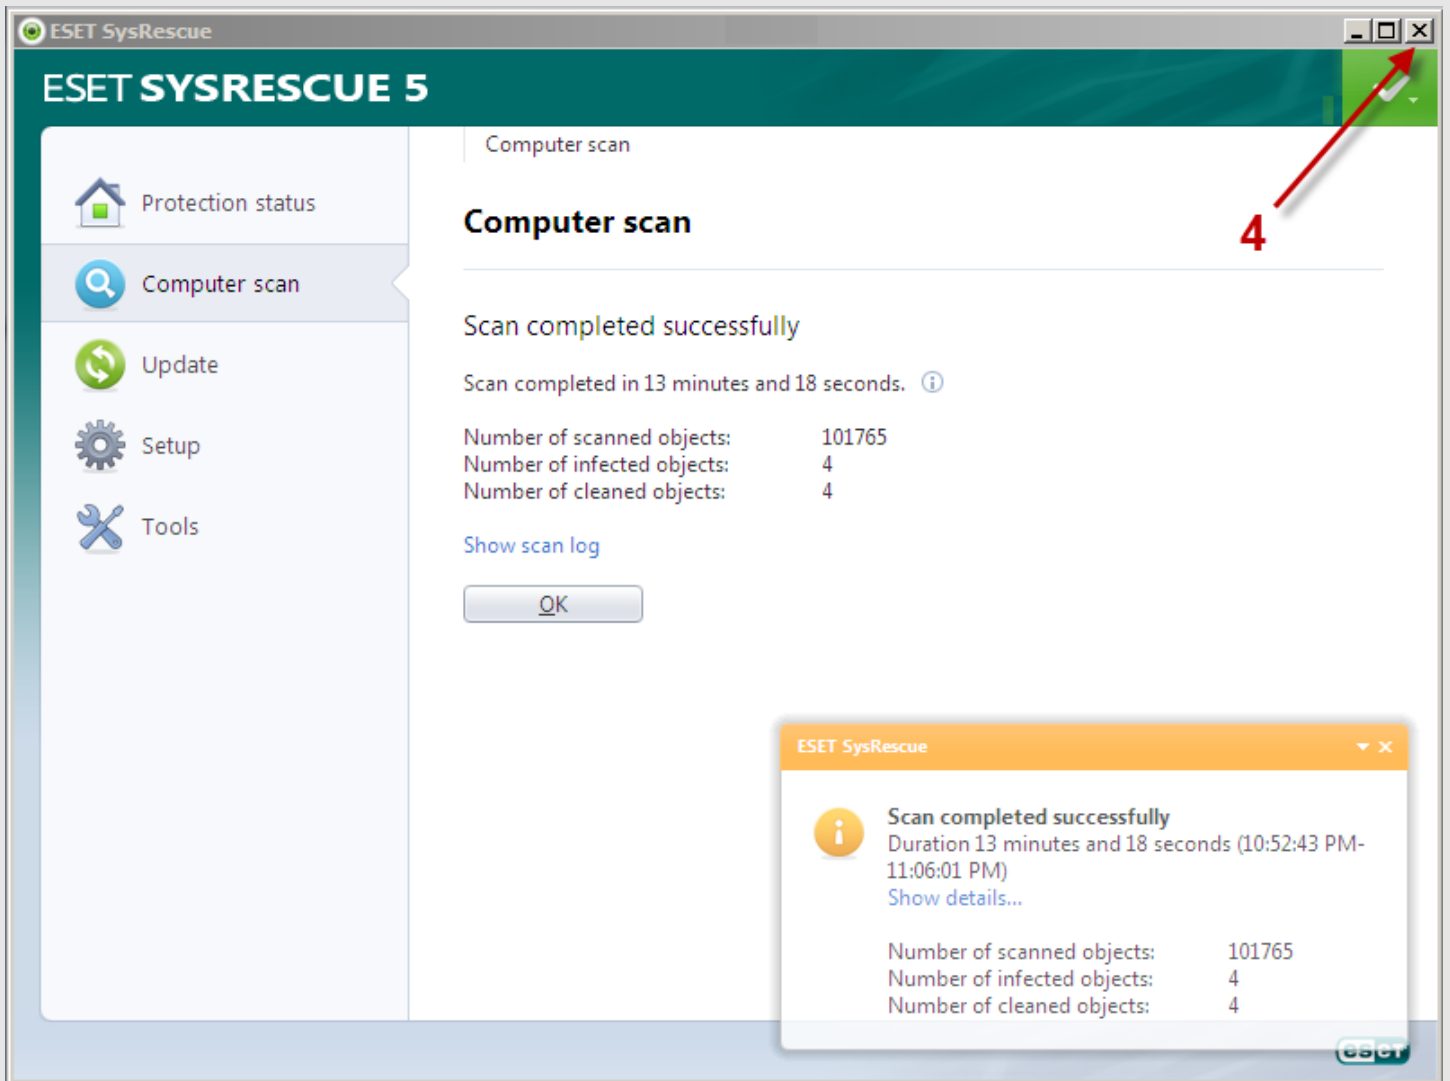 ESET SysRescue
ESET SYSRESCUE 5
Computer scan
Protection status
Computer scan
Update
Setup
Tools
Computer scan
4
Scan completed successfully
Scan completed in 13 minutes and 18 seconds.
Number of scanned objects: 101765
Number of infected objects: 4
Number of cleaned objects: 4
Show scan log
OK
ESET SysRescue
Scan completed successfully
Duration 13 minutes and 18 seconds (10:52:43 PM-
11:06:01 PM)
Show details...
Number of scanned objects: 101765
Number of infected objects: 4
Number of cleaned objects: 4
eset